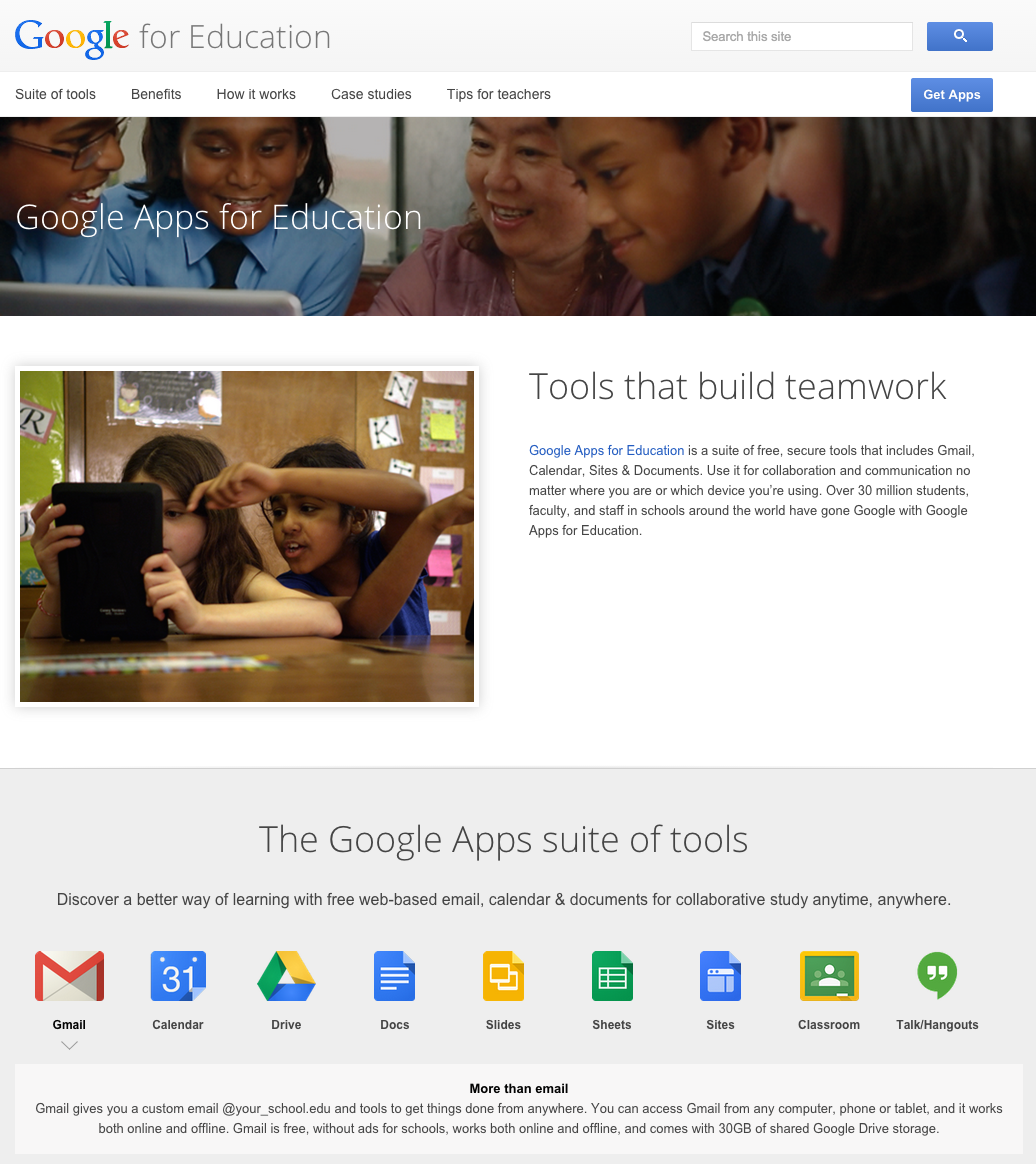 Google for Education
Search this site
Suite of tools
Benefits
How it works
Case studies
Tips for teachers
Get Apps
Google Apps for Education
R
N
K
Tools that build teamwork
Google Apps for Education is a suite of free, secure tools that includes Gmail,
Calendar, Sites & Documents. Use it for collaboration and communication no
matter where you are or which device you're using. Over 30 million students,
faculty, and staff in schools around the world have gone Google with Google
Apps for Education.
The Google Apps suite of tools
Discover a better way of learning with free web-based email, calendar & documents for collaborative study anytime, anywhere.
31
Gmail
Calendar
Drive
Docs
Slides
Sheets
Sites
Classroom
Talk/Hangouts
More than email
Gmail gives you a custom email @your_school.edu and tools to get things done from anywhere. You can access Gmail from any computer, phone or tablet, and it works
both online and offline. Gmail is free, without ads for schools, works both online and offline, and comes with 30GB of shared Google Drive storage.